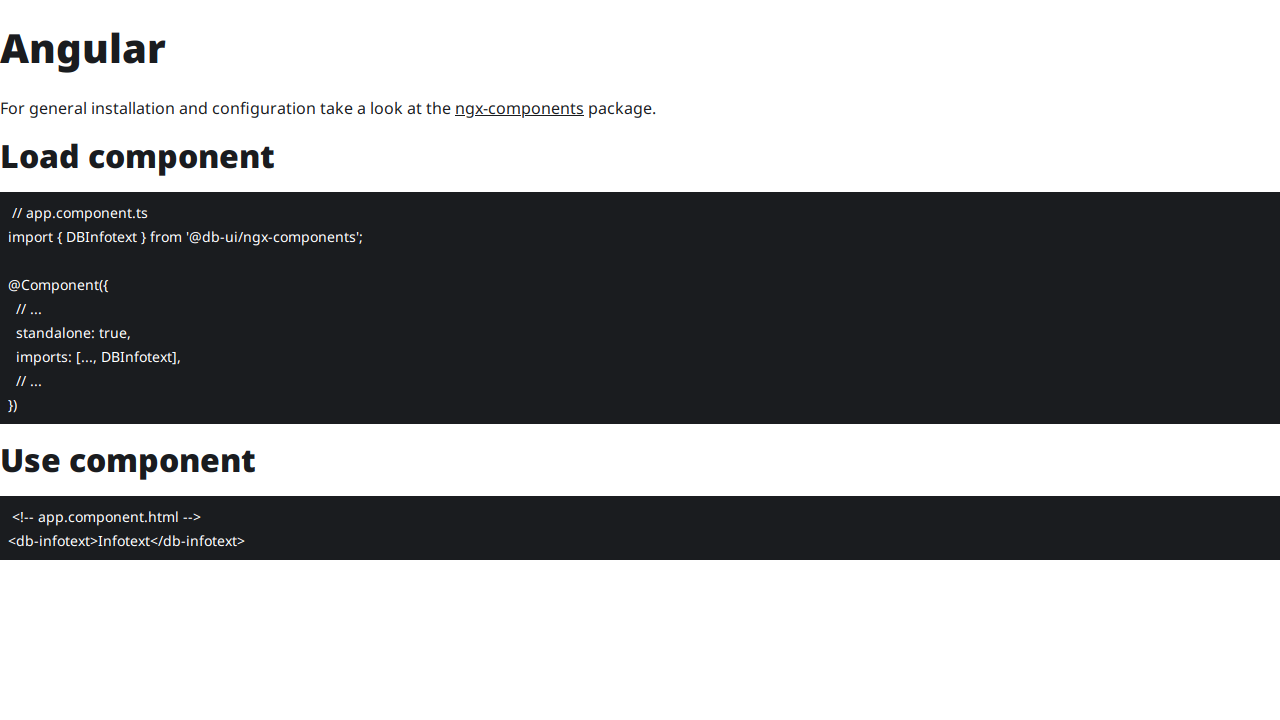 Angular
For general installation and configuration take a look at the ngx-components package.
Load component
// app.component.ts
import { DBInfotext } from '@db-ui/ngx-components';
@Component({
// ...
standalone: true,
imports: [..., DBInfotext],
// ...
})
Use component
<!-- app.component.html -->
<db-infotext>Infotext</db-infotext>